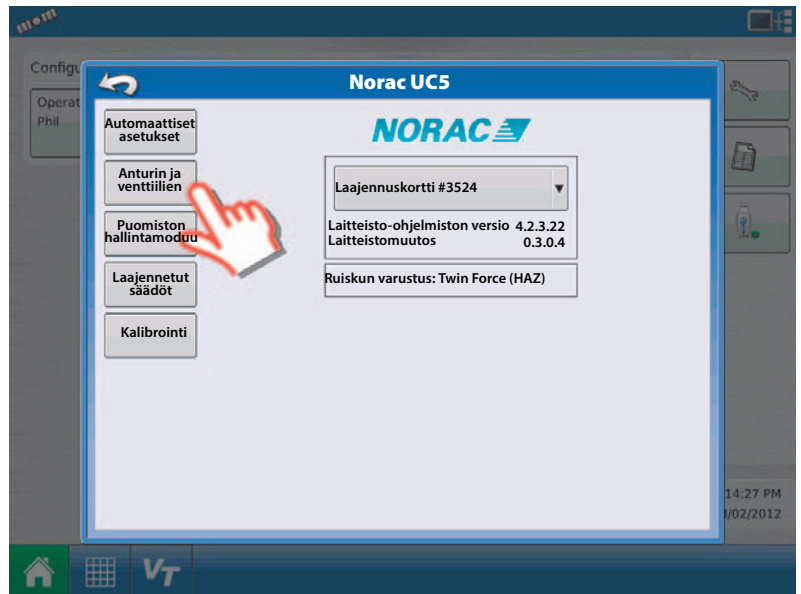 Configu
Operat
Phil
Norac UC5
Automaattiset
asetukset
Anturin ja
venttiilien
Puomiston
hallintamoduu
Laajennetut
säädöt
Kalibrointi
NORAC
Laajennuskortti #3524
Laitteisto-ohjelmiston versio 4.2.3.22
Laitteistomuutos 0.3.0.4
Ruiskun varustus: Twin Force (HAZ)
14:27 PM
/02/2012
VT